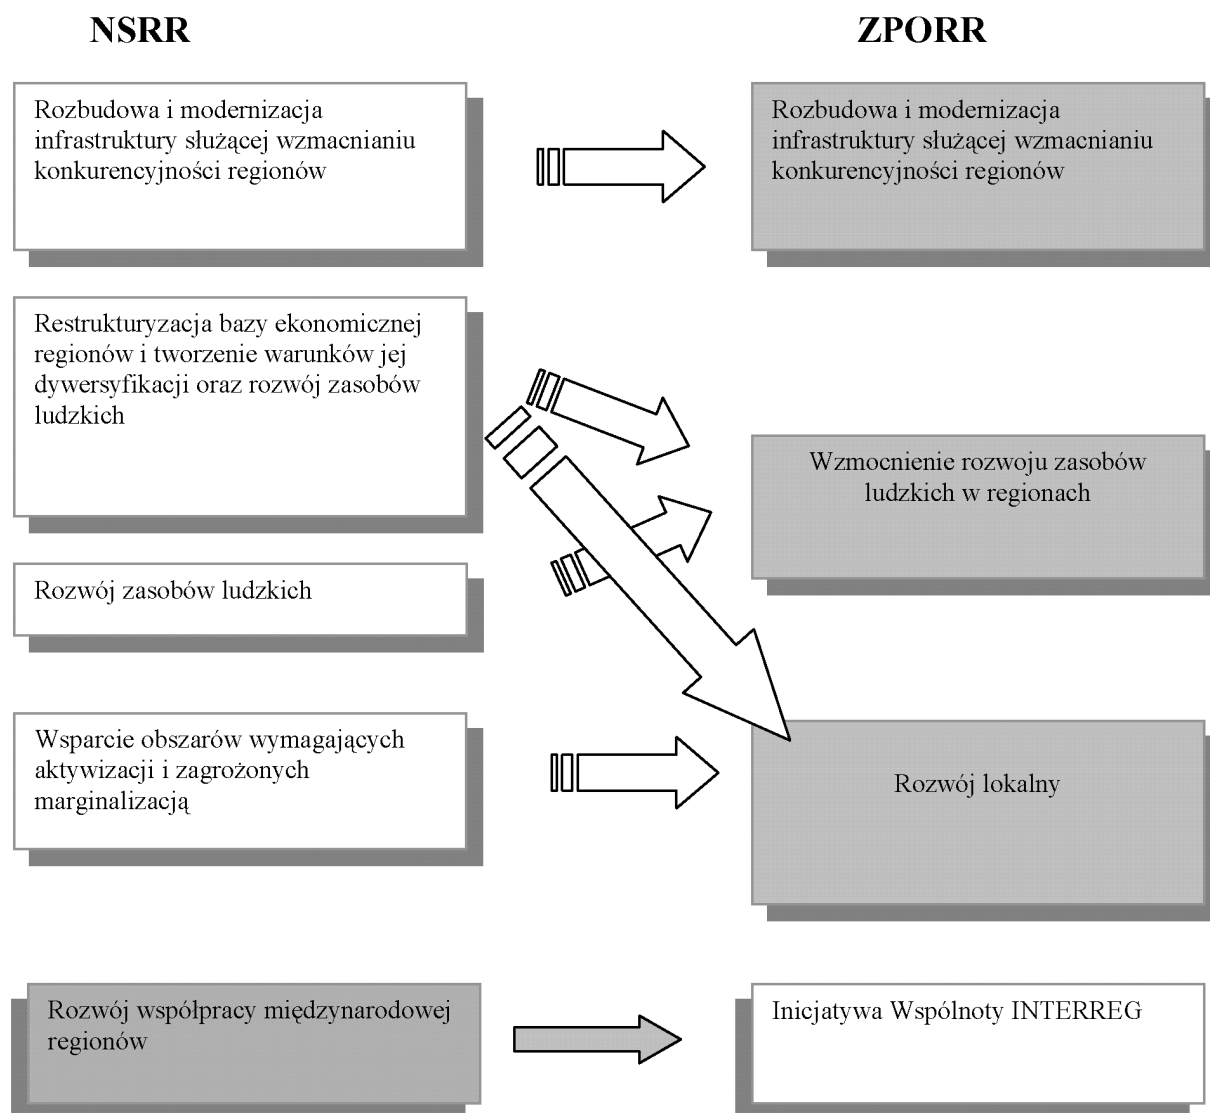 NSRR
ZPORR
Rozbudowa i modernizacja
infrastruktury służącej wzmacnianiu
konkurencyjności regionów
Rozbudowa i modernizacja
infrastruktury służącej wzmacnianiu
konkurencyjności regionów
Restrukturyzacja bazy ekonomicznej
regionów i tworzenie warunków jej
dywersyfikacji oraz rozwój zasobów
ludzkich
Wzmocnienie rozwoju zasobów
ludzkich w regionach
Rozwój zasobów ludzkich
Wsparcie obszarów wymagających
aktywizacji i zagrożonych
marginalizacją
Rozwój lokalny
Rozwój współpracy międzynarodowej
regionów
Inicjatywa Wspólnoty INTERREG